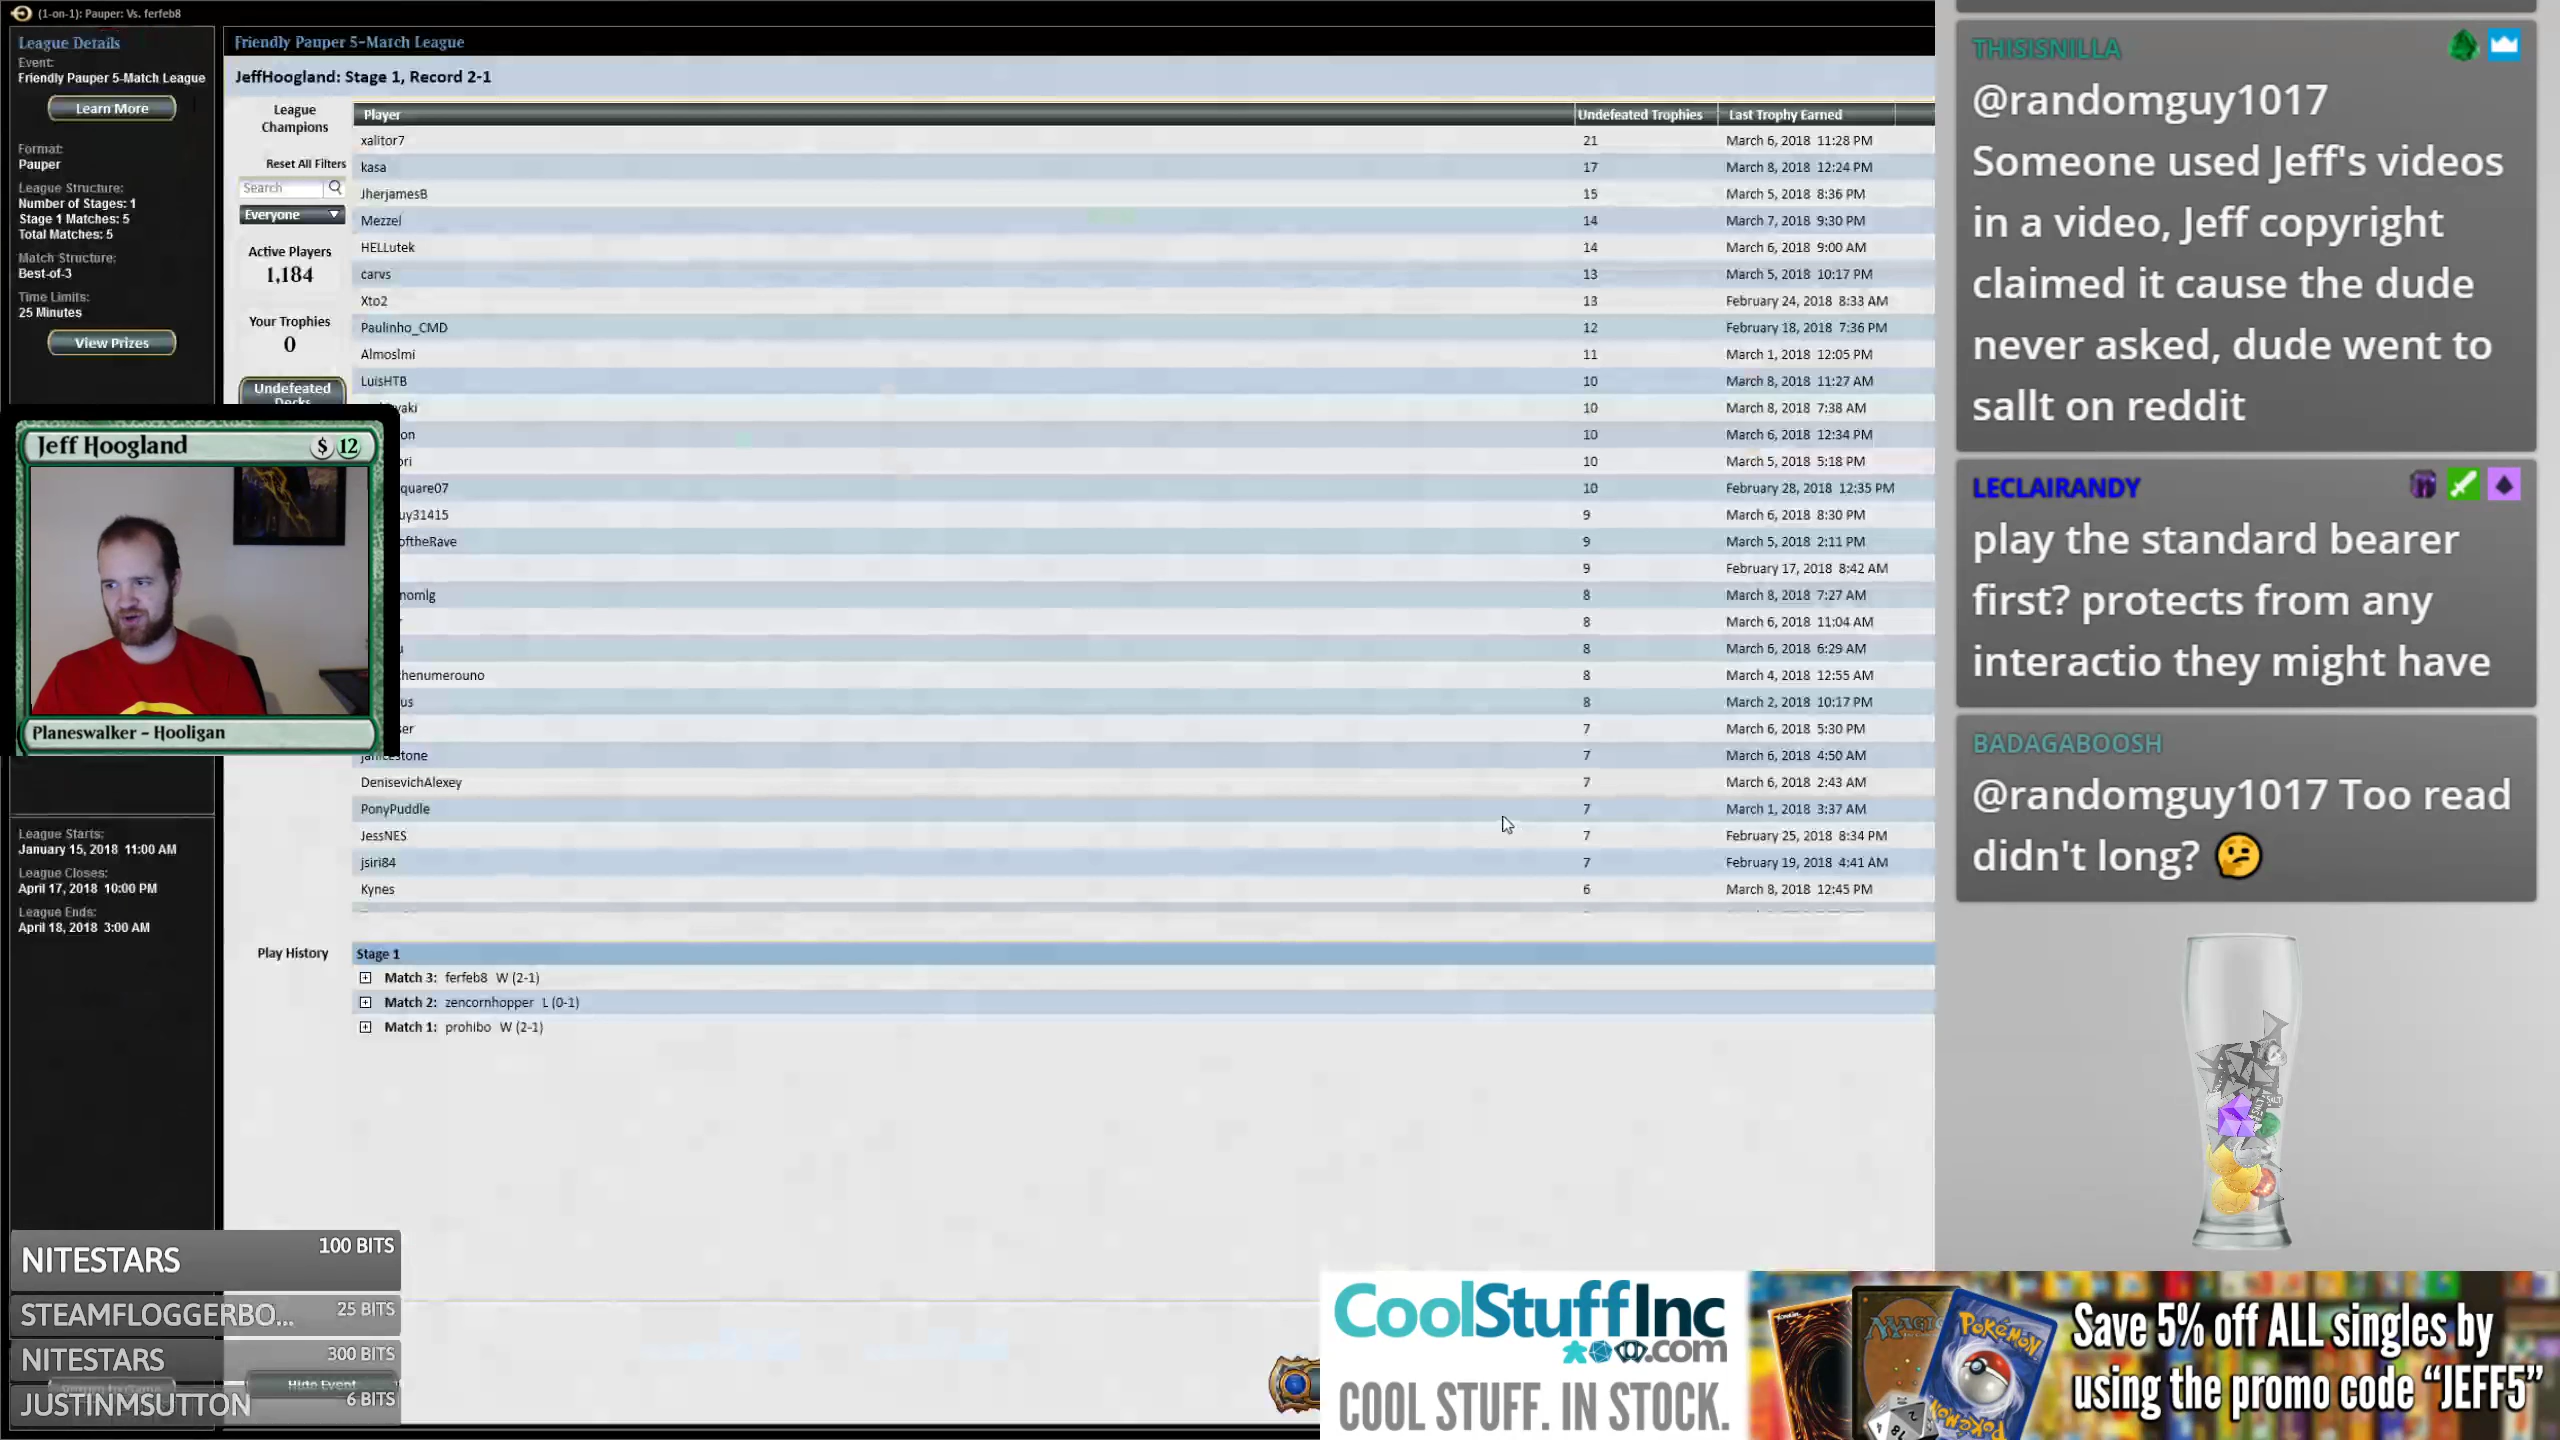 (1-on-1): Pauper: Vs. ferfeb8
League Details
Event:
Friendly Pauper 5-Match League
Learn More
Format:
Pauper
League Structure:
Number of Stages: 1
Stage 1 Matches: 5
Total Matches: 5
Match Structure:
Best-of-3
Time Limits:
25 Minutes
View Prizes
League Starts:
January 15, 2018 11:00 AM
League Closes:
April 17, 2018 10:00 PM
League Ends:
April 18, 2018 3:00 AM
Friendly Pauper 5-Match League
JeffHoogland: Stage 1, Record 2-1
League
Champions
Reset All Filters
Search
Everyone
Active Players
1,184
Your Trophies
0
Undefeated
Decks
Player Undefeated Trophies Last Trophy Earned
xalitor7 21 March 6, 2018 11:28 PM
kasa 17 March 8, 2018 12:24 PM
JherjamesB 15 March 5, 2018 8:36 PM
Mezzel 14 March 7, 2018 9:30 PM
HELLutek 14 March 6, 2018 9:00 AM
carvs 13 March 5, 2018 10:17 PM
Xto2 13 February 24, 2018 8:33 AM
Paulinho_CMD 12 February 18, 2018 7:36 PM
Almoslmi 11 March 1, 2018 12:05 PM
LuisHTB 10 March 8, 2018 11:27 AM
yaki 10 March 8, 2018 7:38 AM
on 10 March 6, 2018 12:34 PM
ori 10 March 5, 2018 5:18 PM
quare07 10 February 28, 2018 12:35 PM
uy31415 9 March 6, 2018 8:30 PM
oftheRave 9 March 5, 2018 2:11 PM
9 February 17, 2018 8:42 AM
nomlg 8 March 8, 2018 7:27 AM
8 March 6, 2018 11:04 AM
8 March 6, 2018 6:29 AM
henumerouno 8 March 4, 2018 12:55 AM
us 8 March 2, 2018 10:17 PM
ser 7 March 6, 2018 5:30 PM
janicestone 7 March 6, 2018 4:50 AM
DenisevichAlexey 7 March 6, 2018 2:43 AM
PonyPuddle 7 March 1, 2018 3:37 AM
JessNES 7 February 25, 2018 8:34 PM
jsiri84 7 February 19, 2018 4:41 AM
Kynes 6 March 8, 2018 12:45 PM
Play History
Stage 1
Match 3: ferfeb8 W (2-1)
Match 2: zencornhopper L (0-1)
Match 1: prohibo W (2-1)
Jeff Hoogland $ 12
Planeswalker - Hooligan
NITESTARS 100 BITS
STEAMFLOGGERBO... 25 BITS
NITESTARS 300 BITS
Hide Event
JUSTINMSUTTON 6 BITS
THISISNILLA
@randomguy1017
Someone used Jeff's videos
in a video, Jeff copyright
claimed it cause the dude
never asked, dude went to
sallt on reddit
LECLAIRANDY
play the standard bearer
first? protects from any
interactio they might have
BADAGABOOSH
@randomguy1017 Too read
didn't long? 🤔
SALT
SALT
CoolStuffInc
.com
COOL STUFF. IN STOCK.
MAGIC
POKéMON
Save 5% off ALL singles by
using the promo code “JEFF5”